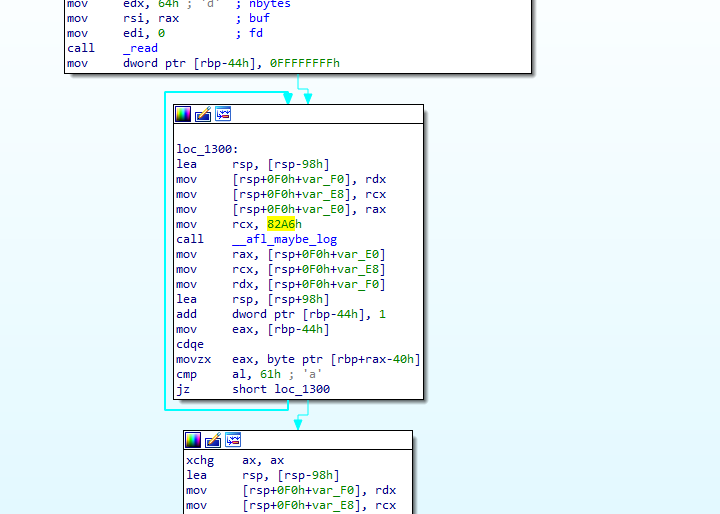 mov edx, 64h ; 'd' ; nbytes
mov rsi, rax ; buf
mov edi, 0 ; fd
call _read
mov dword ptr [rbp-44h], 0FFFFFFFFh
loc_1300:
lea rsp, [rsp-98h]
mov [rsp+0F0h+var_F0], rdx
mov [rsp+0F0h+var_E8], rcx
mov [rsp+0F0h+var_E0], rax
mov rcx, 82A6h
call __afl_maybe_log
mov rax, [rsp+0F0h+var_E0]
mov rcx, [rsp+0F0h+var_E8]
mov rdx, [rsp+0F0h+var_F0]
lea rsp, [rsp+98h]
add dword ptr [rbp-44h], 1
mov eax, [rbp-44h]
cdqe
movzx eax, byte ptr [rbp+rax-40h]
cmp al, 61h ; 'a'
jz short loc_1300
xchg ax, ax
lea rsp, [rsp-98h]
mov [rsp+0F0h+var_F0], rdx
mov [rsp+0F0h+var_E8], rcx